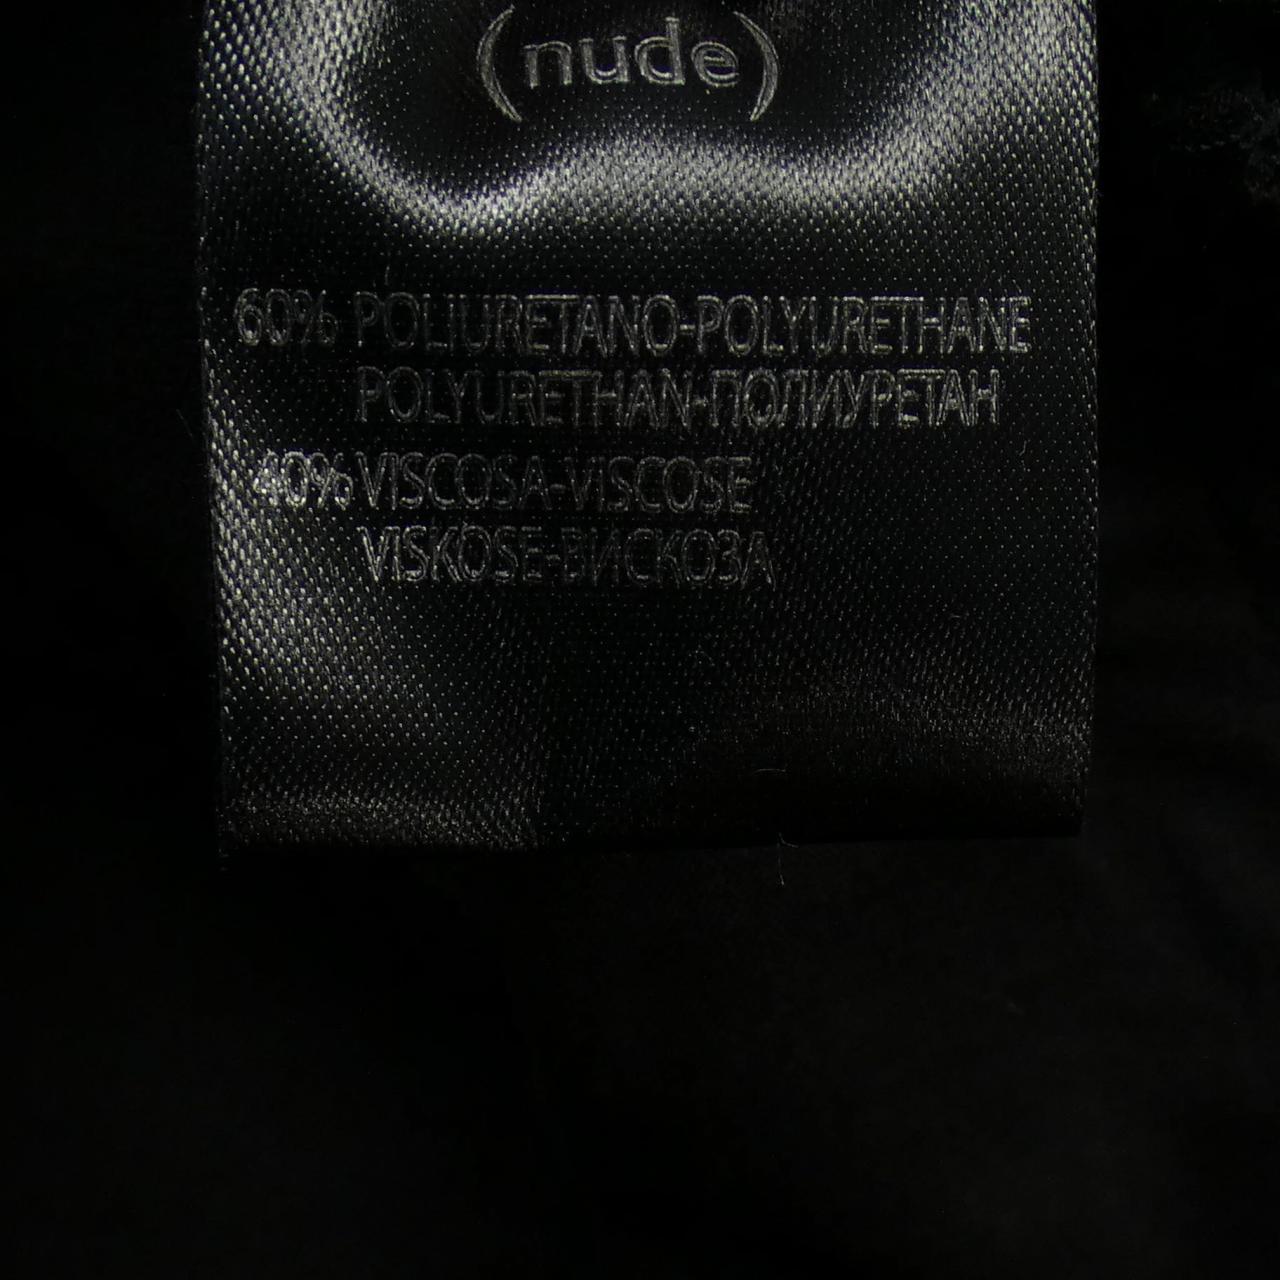 (nude)
60% POLIURETANO-POLYURETHANE
POLYURETHAN-ПОЛИУРЕТАН
40% VISCOSA-VISCOSE
VISKOSE-ВИСКОЗА